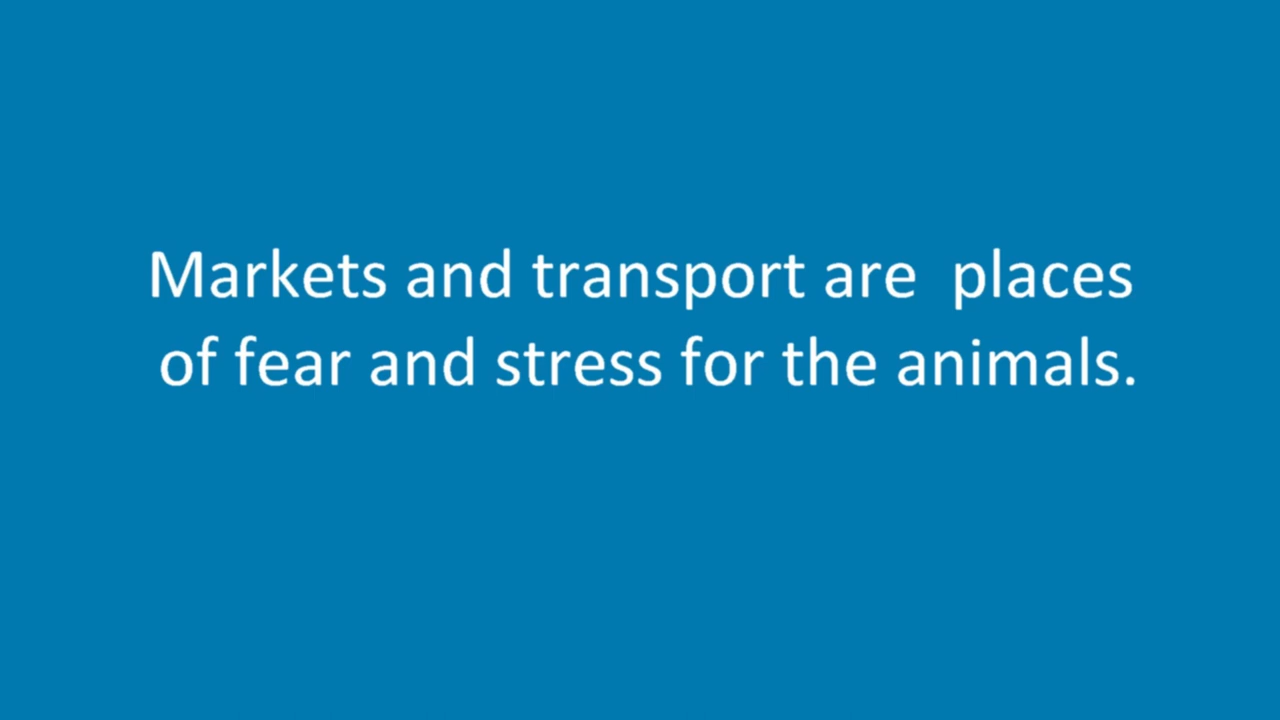 Markets and transport are  places
of fear and stress for the animals.